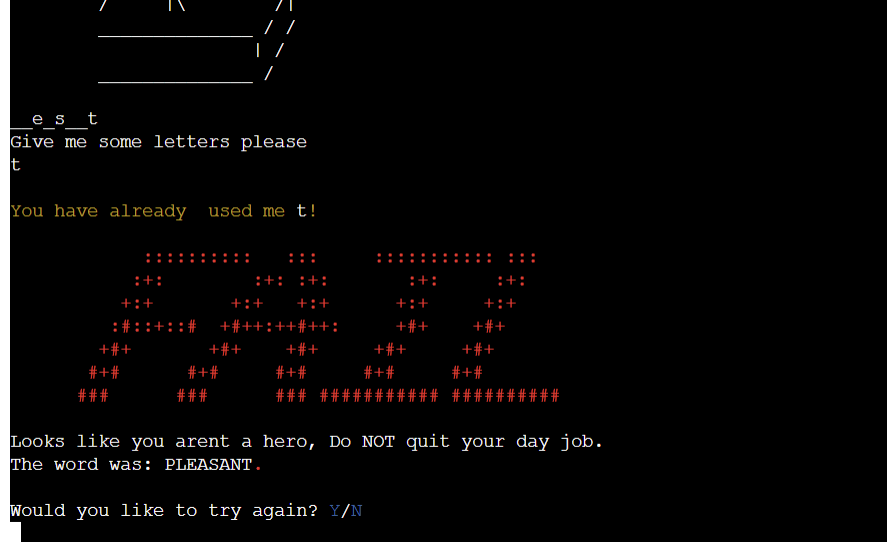 __e_s__t
Give me some letters please
t
You have already  used me t!
FAIL
Looks like you arent a hero, Do NOT quit your day job.
The word was: PLEASANT.
Would you like to try again? Y/N